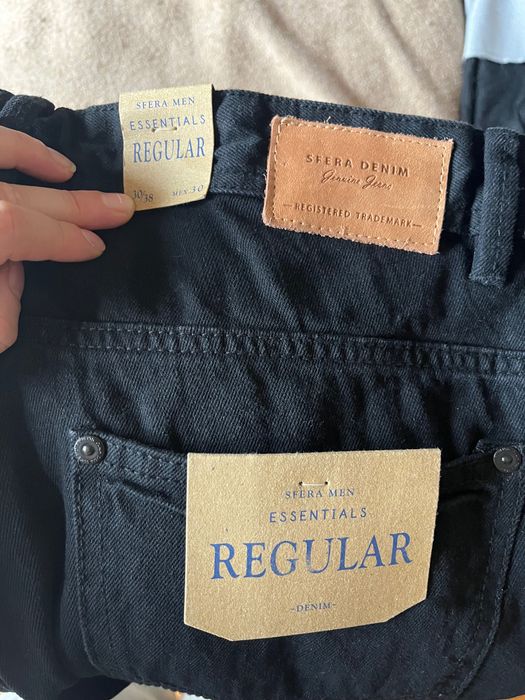 SFERA MEN
ESSENTIALS
REGULAR
30/38 MEX.30
SFERA DENIM
Genuine Jeans
REGISTERED TRADEMARK
SFERA MEN
ESSENTIALS
REGULAR
-DENIM-